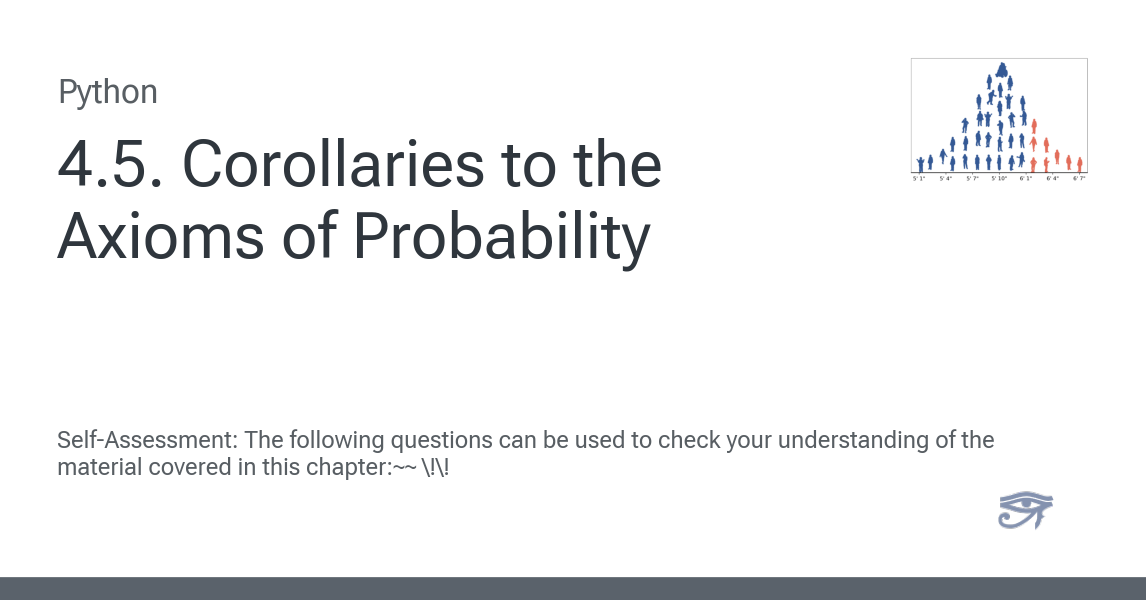 Python
4.5. Corollaries to the
Axioms of Probability
5' 1" 5' 4" 5' 7" 5' 10" 6' 1" 6' 4" 6' 7"
Self-Assessment: The following questions can be used to check your understanding of the
material covered in this chapter:~~ \!\!